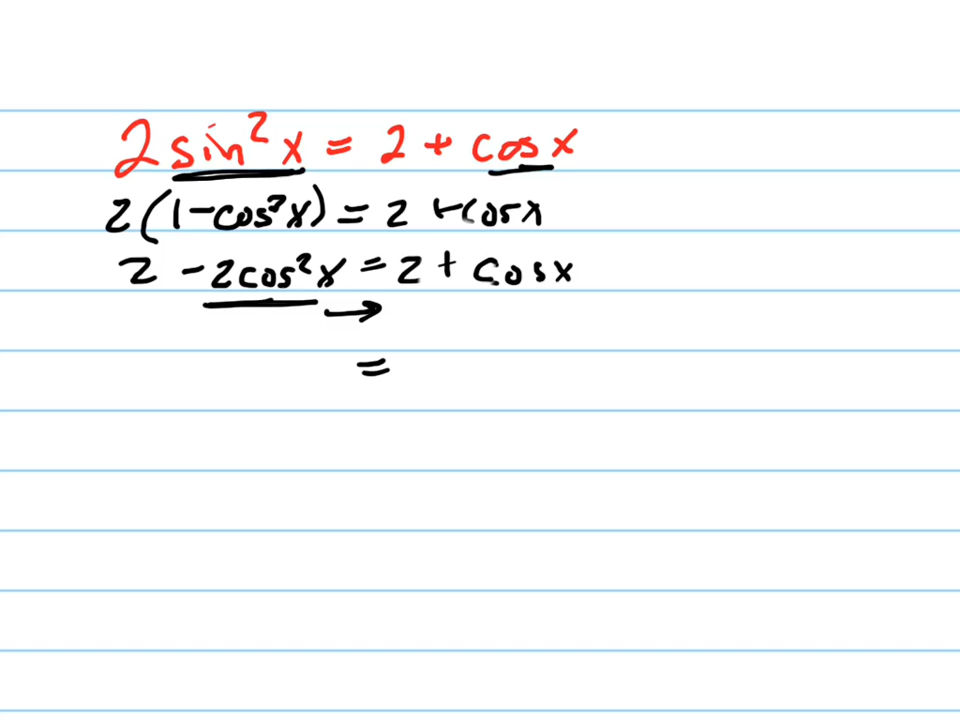 2sin²x = 2 + cosx
2(1-cos²x) = 2 + cosx
2 - 2cos²x = 2 + cosx
=